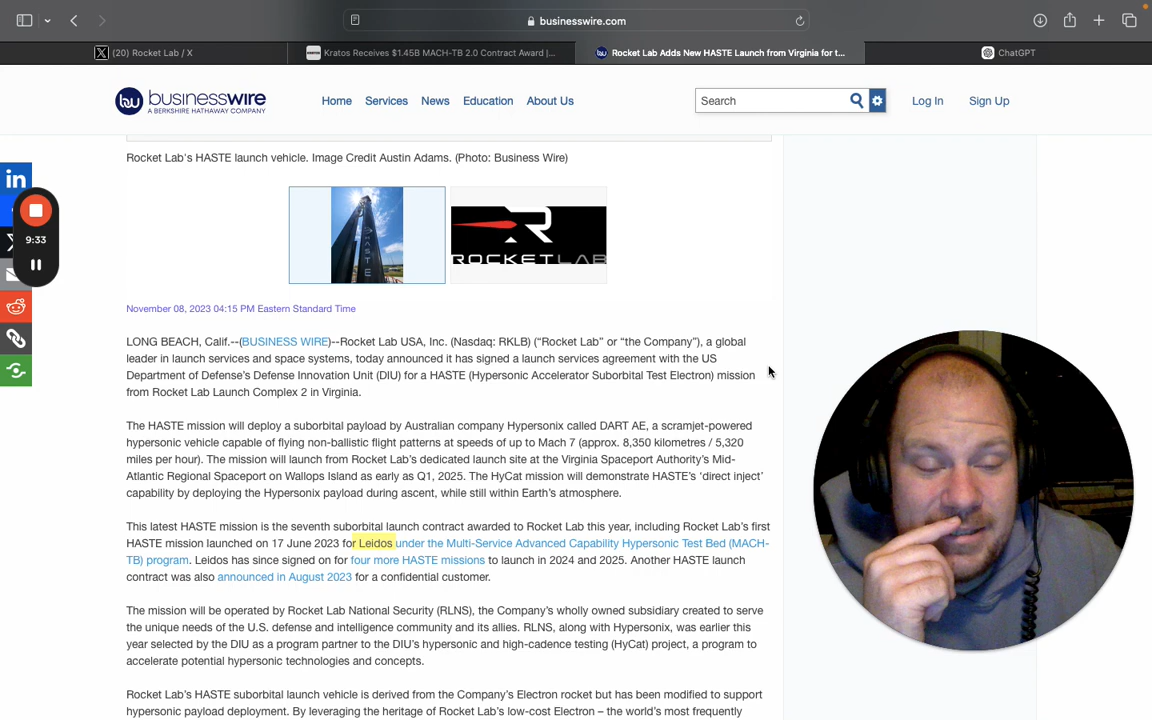 businesswire.com
(20) Rocket Lab / X
Kratos Receives $1.45B MACH-TB 2.0 Contract Award |...
Rocket Lab Adds New HASTE Launch from Virginia for t...
ChatGPT
bw businesswire
A BERKSHIRE HATHAWAY COMPANY
Home Services News Education About Us
Search
Log In Sign Up
Rocket Lab's HASTE launch vehicle. Image Credit Austin Adams. (Photo: Business Wire)
in
9:33
HASTE
ROCKETLAB
November 08, 2023 04:15 PM Eastern Standard Time
LONG BEACH, Calif.--(BUSINESS WIRE)--Rocket Lab USA, Inc. (Nasdaq: RKLB) (“Rocket Lab” or “the Company”), a global
leader in launch services and space systems, today announced it has signed a launch services agreement with the US
Department of Defense's Defense Innovation Unit (DIU) for a HASTE (Hypersonic Accelerator Suborbital Test Electron) mission
from Rocket Lab Launch Complex 2 in Virginia.
The HASTE mission will deploy a suborbital payload by Australian company Hypersonix called DART AE, a scramjet-powered
hypersonic vehicle capable of flying non-ballistic flight patterns at speeds of up to Mach 7 (approx. 8,350 kilometres / 5,320
miles per hour). The mission will launch from Rocket Lab's dedicated launch site at the Virginia Spaceport Authority's Mid-
Atlantic Regional Spaceport on Wallops Island as early as Q1, 2025. The HyCat mission will demonstrate HASTE's ‘direct inject’
capability by deploying the Hypersonix payload during ascent, while still within Earth's atmosphere.
This latest HASTE mission is the seventh suborbital launch contract awarded to Rocket Lab this year, including Rocket Lab's first
HASTE mission launched on 17 June 2023 for Leidos under the Multi-Service Advanced Capability Hypersonic Test Bed (MACH-
TB) program. Leidos has since signed on for four more HASTE missions to launch in 2024 and 2025. Another HASTE launch
contract was also announced in August 2023 for a confidential customer.
The mission will be operated by Rocket Lab National Security (RLNS), the Company's wholly owned subsidiary created to serve
the unique needs of the U.S. defense and intelligence community and its allies. RLNS, along with Hypersonix, was earlier this
year selected by the DIU as a program partner to the DIU's hypersonic and high-cadence testing (HyCat) project, a program to
accelerate potential hypersonic technologies and concepts.
Rocket Lab's HASTE suborbital launch vehicle is derived from the Company's Electron rocket but has been modified to support
hypersonic payload deployment. By leveraging the heritage of Rocket Lab's low-cost Electron – the world's most frequently